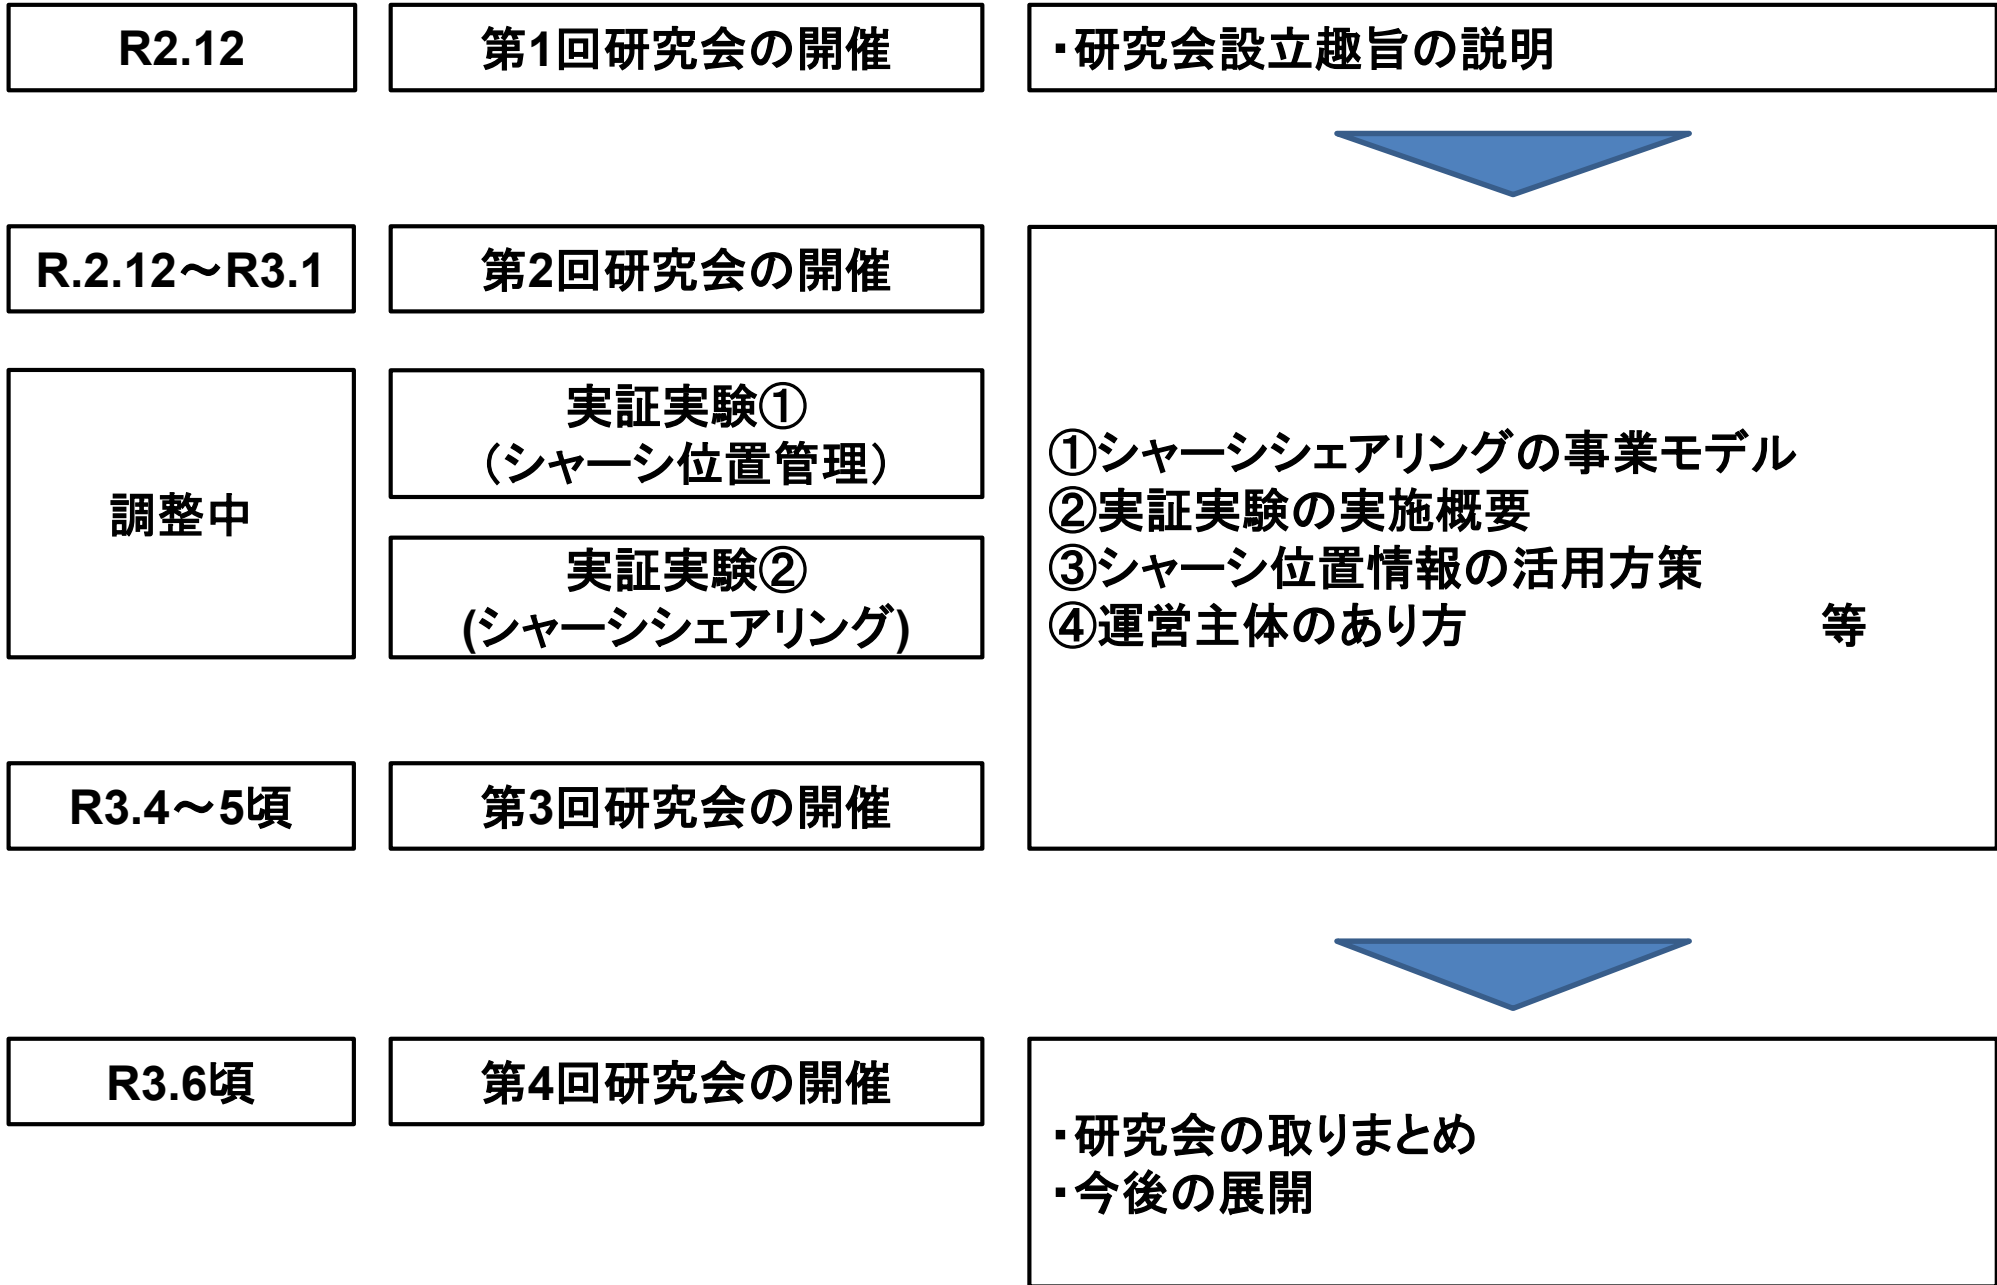 R2.12
第1回研究会の開催
・研究会設立趣旨の説明
R.2.12～R3.1
第2回研究会の開催
調整中
実証実験①
（シャーシ位置管理）
実証実験②
(シャーシシェアリング)
R3.4～5頃
第3回研究会の開催
①シャーシシェアリングの事業モデル
②実証実験の実施概要
③シャーシ位置情報の活用方策
④運営主体のあり方　　　　　　　等
R3.6頃
第4回研究会の開催
・研究会の取りまとめ
・今後の展開